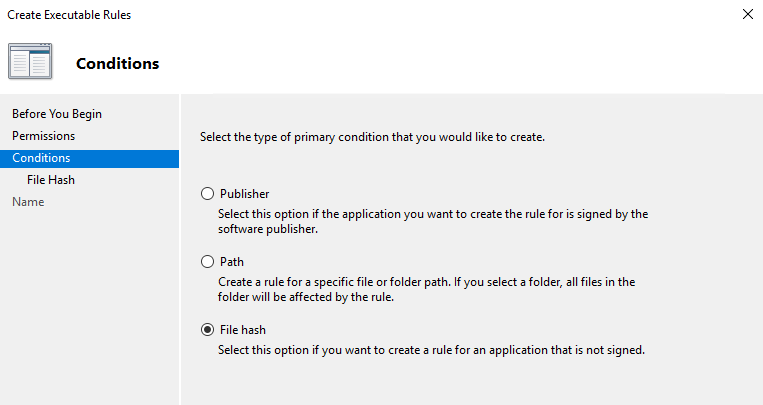 Create Executable Rules
Conditions
Before You Begin
Permissions
Conditions
File Hash
Name
Select the type of primary condition that you would like to create.
Publisher
Select this option if the application you want to create the rule for is signed by the
software publisher.
Path
Create a rule for a specific file or folder path. If you select a folder, all files in the
folder will be affected by the rule.
File hash
Select this option if you want to create a rule for an application that is not signed.